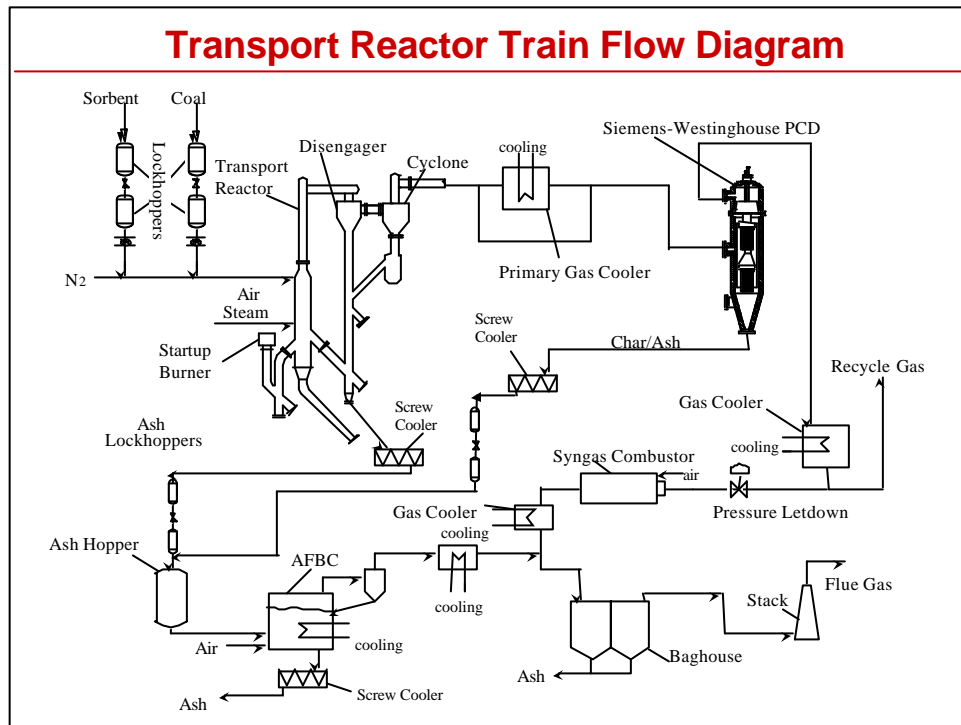 Transport Reactor Train Flow Diagram
Sorbent
Coal
Siemens-Westinghouse PCD
Lockhoppers
Disengager
cooling
Cyclone
Transport
Reactor
Primary Gas Cooler
N2
Air
Steam
Startup
Burner
Screw
Cooler
Char/Ash
Recycle Gas
Gas Cooler
Ash
Lockhoppers
Screw
Cooler
cooling
Syngas Combustor
air
Pressure Letdown
Gas Cooler
cooling
Ash Hopper
AFBC
Flue Gas
Stack
cooling
cooling
Air
Baghouse
Ash
Screw Cooler
Ash